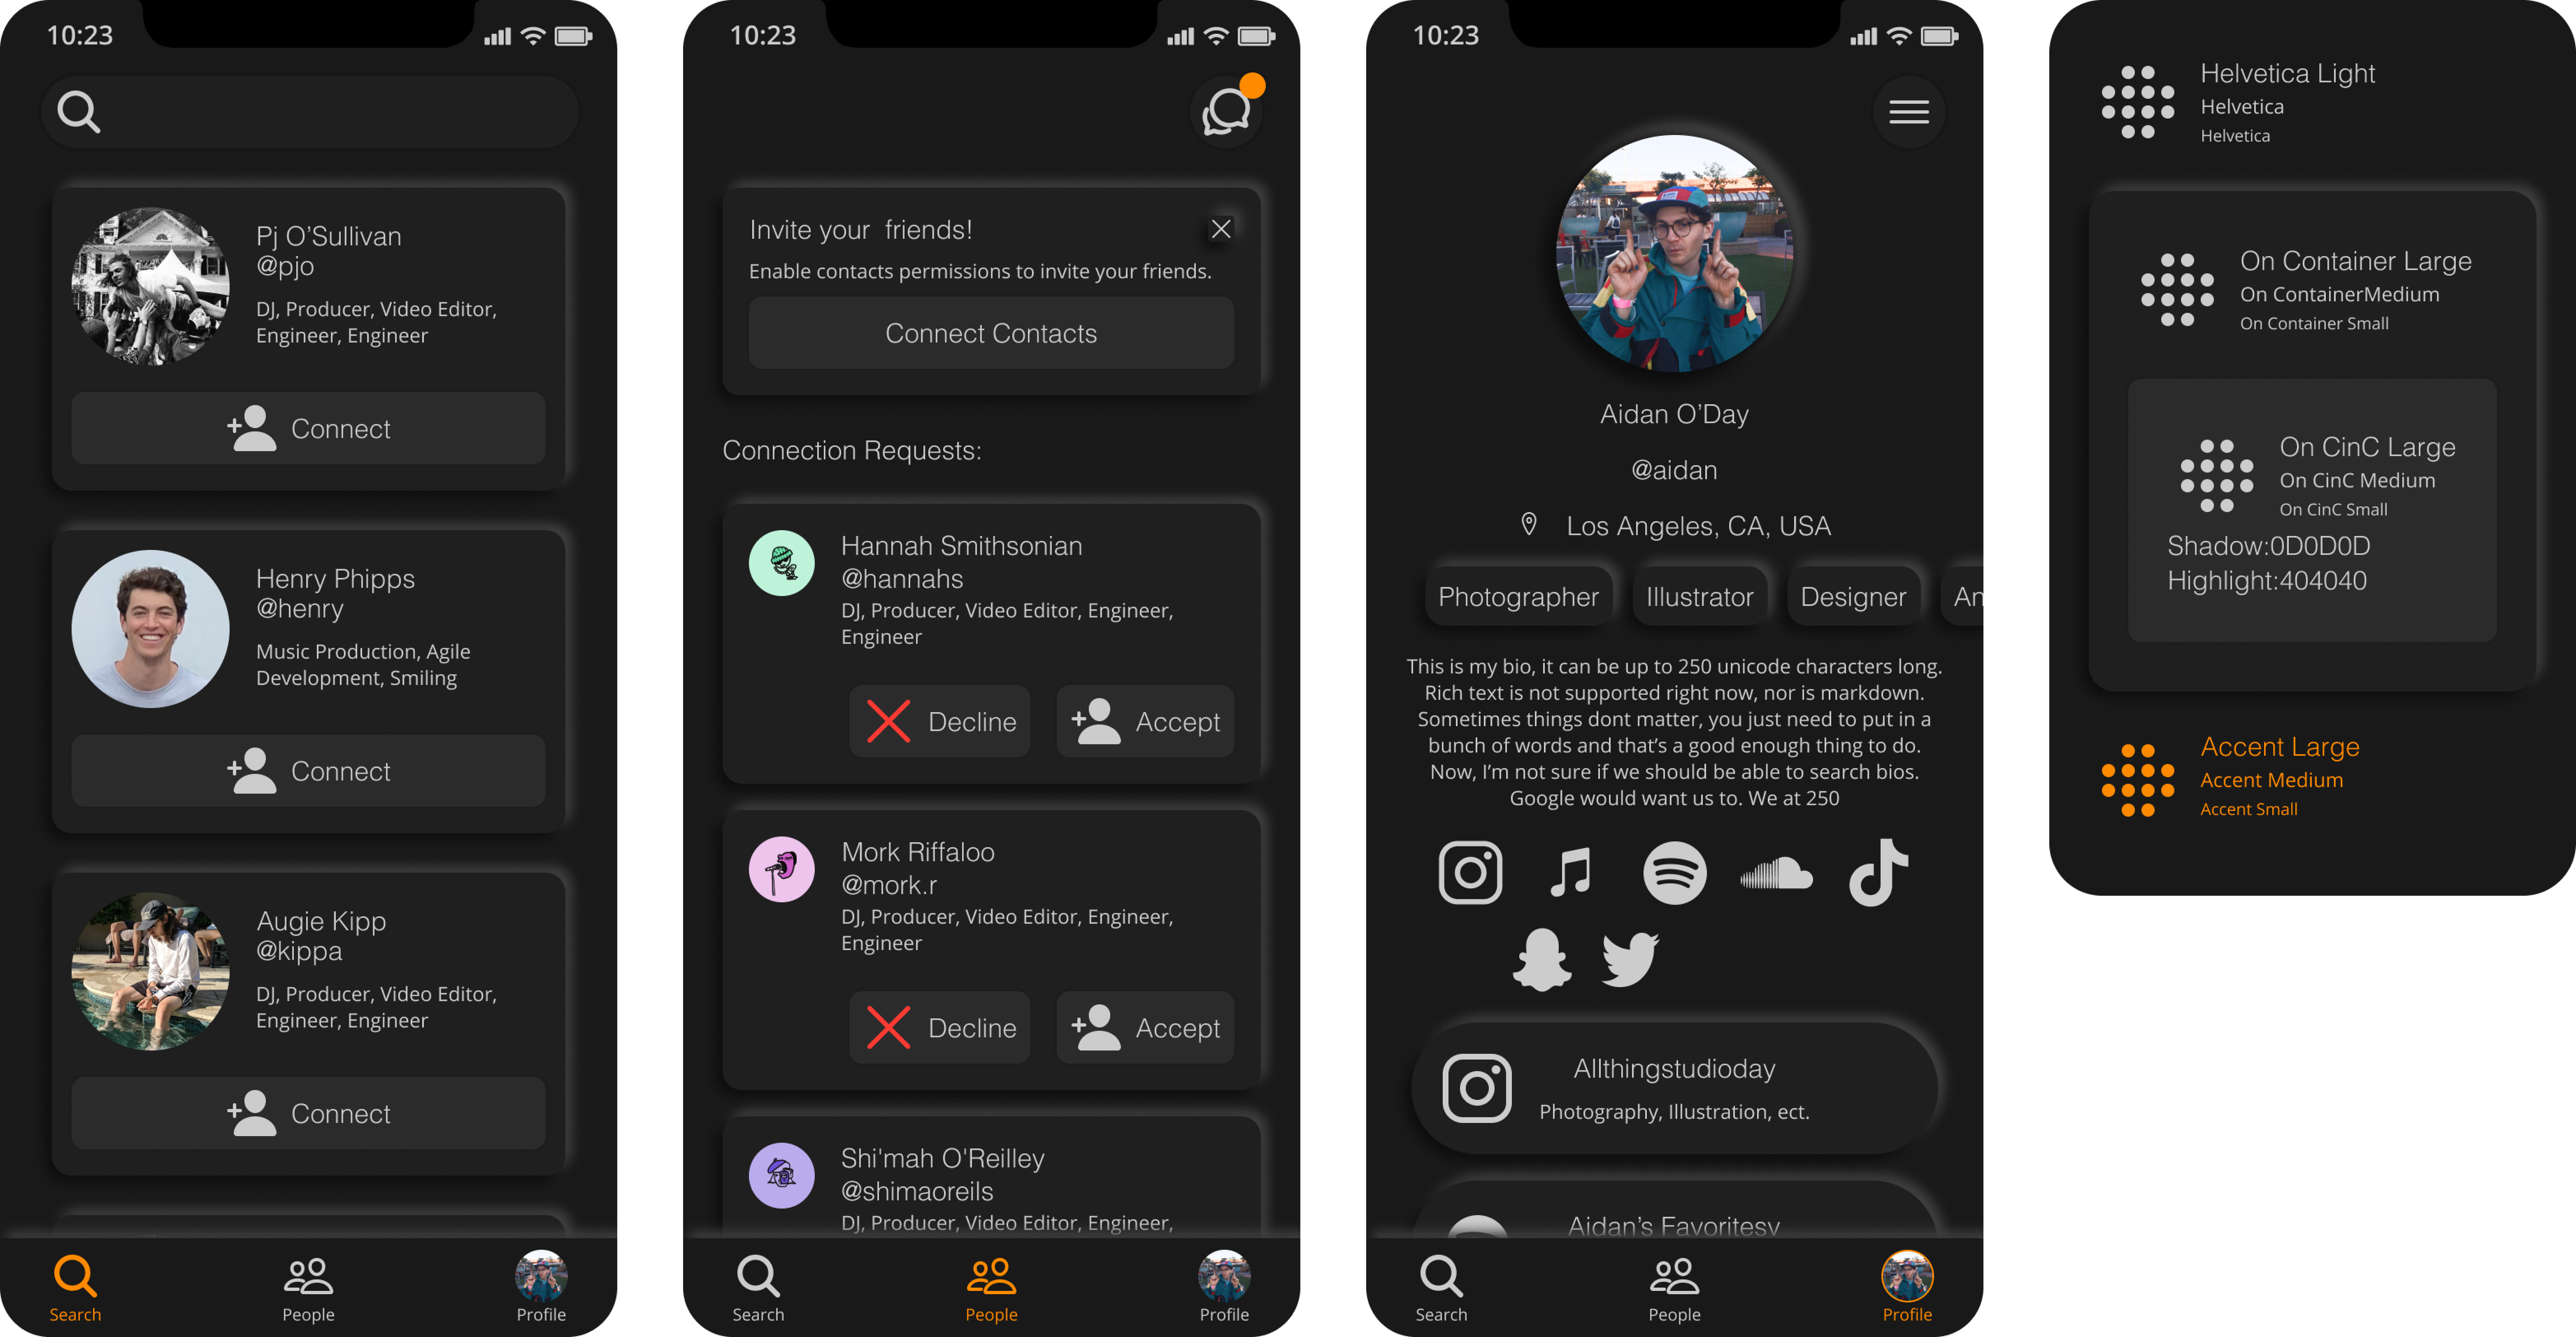 10:23
Pj O’Sullivan
@pjo
DJ, Producer, Video Editor,
Engineer, Engineer
Connect
Henry Phipps
@henry
Music Production, Agile
Development, Smiling
Connect
Augie Kipp
@kippa
DJ, Producer, Video Editor,
Engineer, Engineer
Connect
Search
People
Profile
10:23
Invite your  friends!
Enable contacts permissions to invite your friends.
Connect Contacts
Connection Requests:
Hannah Smithsonian
@hannahs
DJ, Producer, Video Editor, Engineer,
Engineer
Decline
Accept
Mork Riffaloo
@mork.r
DJ, Producer, Video Editor, Engineer,
Engineer
Decline
Accept
Shi'mah O'Reilley
@shimaoreils
DJ, Producer, Video Editor, Engineer,
Search
People
Profile
10:23
Aidan O’Day
@aidan
Los Angeles, CA, USA
Photographer
Illustrator
Designer
An
This is my bio, it can be up to 250 unicode characters long.
Rich text is not supported right now, nor is markdown.
Sometimes things dont matter, you just need to put in a
bunch of words and that’s a good enough thing to do.
Now, I’m not sure if we should be able to search bios.
Google would want us to. We at 250
Allthingstudioday
Photography, Illustration, ect.
Aidan’s Favoritesy
Search
People
Profile
Helvetica Light
Helvetica
Helvetica
On Container Large
On ContainerMedium
On Container Small
On CinC Large
On CinC Medium
On CinC Small
Shadow:0D0D0D
Highlight:404040
Accent Large
Accent Medium
Accent Small